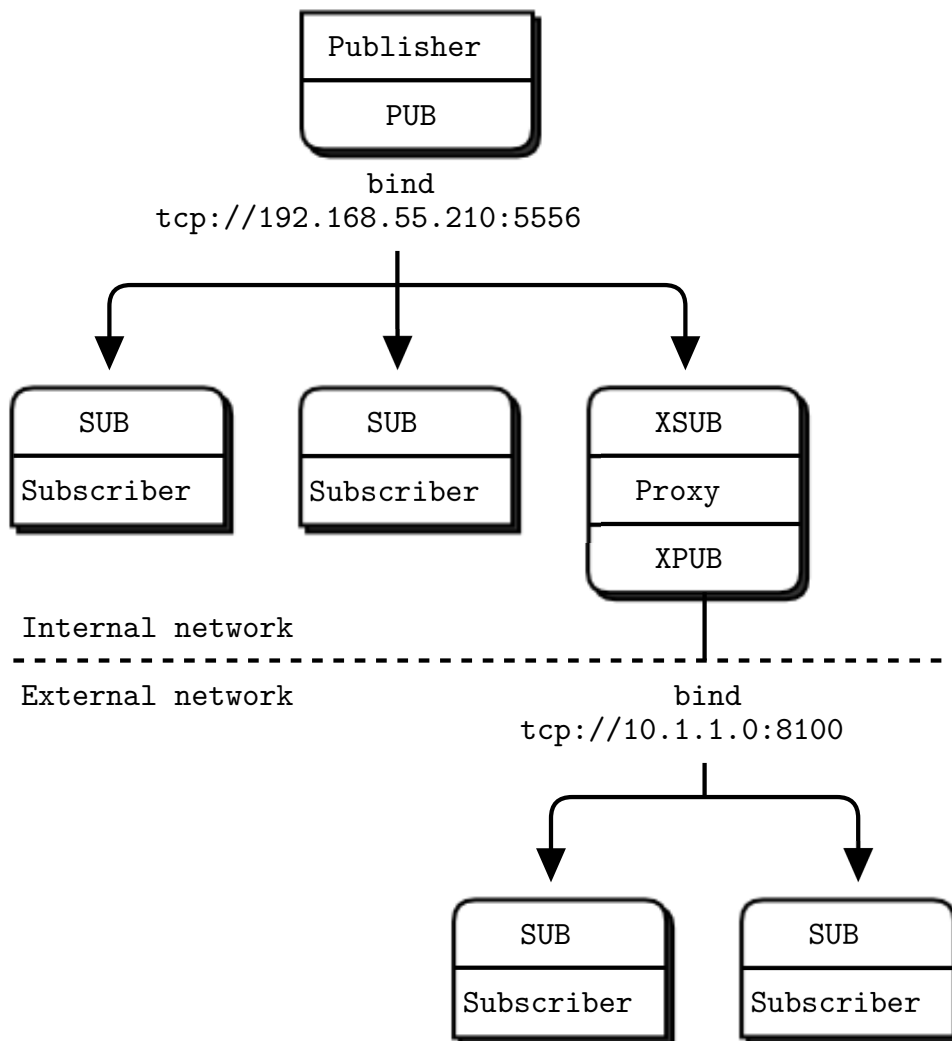 Publisher
PUB
bind
tcp://192.168.55.210:5556
SUB
Subscriber
SUB
Subscriber
XSUB
Proxy
XPUB
Internal network
External network
bind
tcp://10.1.1.0:8100
SUB
Subscriber
SUB
Subscriber